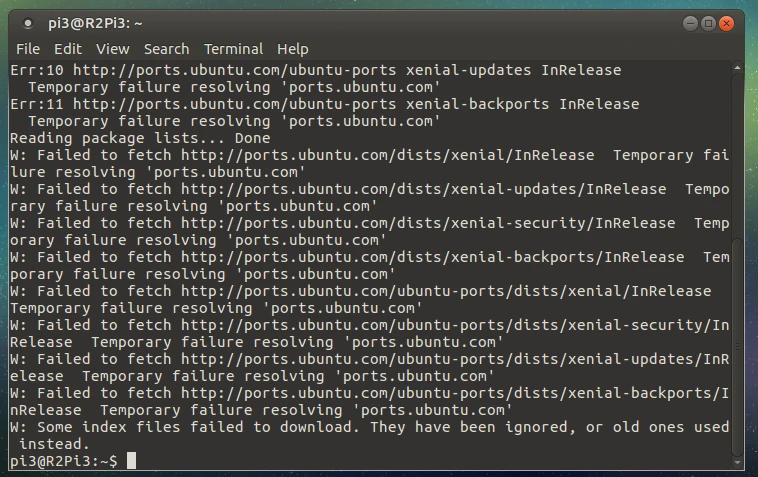 pi3@R2Pi3: ~
File Edit View Search Terminal Help
Err:10 http://ports.ubuntu.com/ubuntu-ports xenial-updates InRelease
  Temporary failure resolving 'ports.ubuntu.com'
Err:11 http://ports.ubuntu.com/ubuntu-ports xenial-backports InRelease
  Temporary failure resolving 'ports.ubuntu.com'
Reading package lists... Done
W: Failed to fetch http://ports.ubuntu.com/dists/xenial/InRelease  Temporary fai
lure resolving 'ports.ubuntu.com'
W: Failed to fetch http://ports.ubuntu.com/dists/xenial-updates/InRelease  Tempo
rary failure resolving 'ports.ubuntu.com'
W: Failed to fetch http://ports.ubuntu.com/dists/xenial-security/InRelease  Temp
orary failure resolving 'ports.ubuntu.com'
W: Failed to fetch http://ports.ubuntu.com/dists/xenial-backports/InRelease  Tem
porary failure resolving 'ports.ubuntu.com'
W: Failed to fetch http://ports.ubuntu.com/ubuntu-ports/dists/xenial/InRelease
Temporary failure resolving 'ports.ubuntu.com'
W: Failed to fetch http://ports.ubuntu.com/ubuntu-ports/dists/xenial-security/In
Release  Temporary failure resolving 'ports.ubuntu.com'
W: Failed to fetch http://ports.ubuntu.com/ubuntu-ports/dists/xenial-updates/InR
elease  Temporary failure resolving 'ports.ubuntu.com'
W: Failed to fetch http://ports.ubuntu.com/ubuntu-ports/dists/xenial-backports/I
nRelease  Temporary failure resolving 'ports.ubuntu.com'
W: Some index files failed to download. They have been ignored, or old ones used
 instead.
pi3@R2Pi3:~$